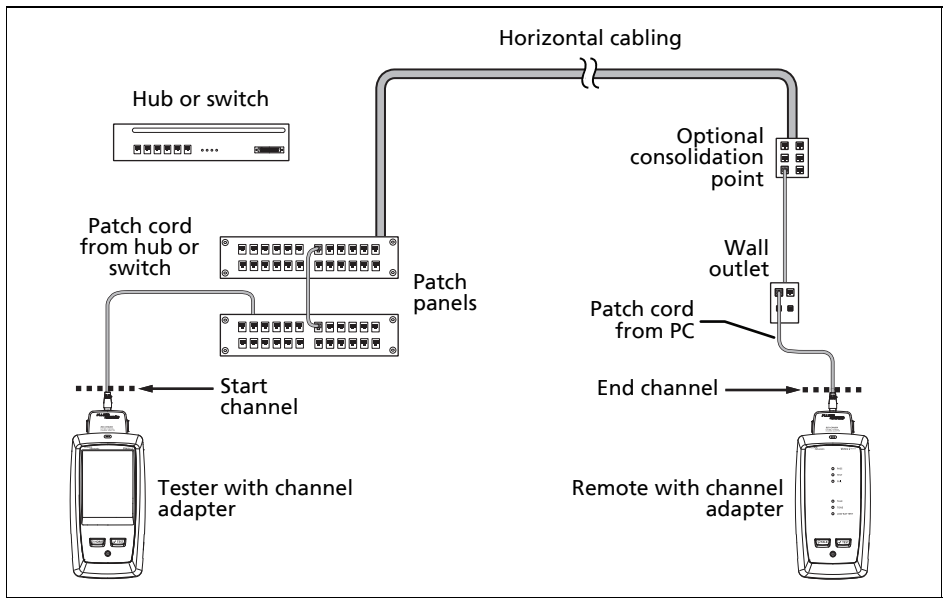 Horizontal cabling
Hub or switch
Optional
consolidation
point
Patch cord
from hub or
switch
Wall
outlet
Patch
panels
Patch cord
from PC
Start
channel
End channel
Tester with channel
adapter
Remote with channel
adapter